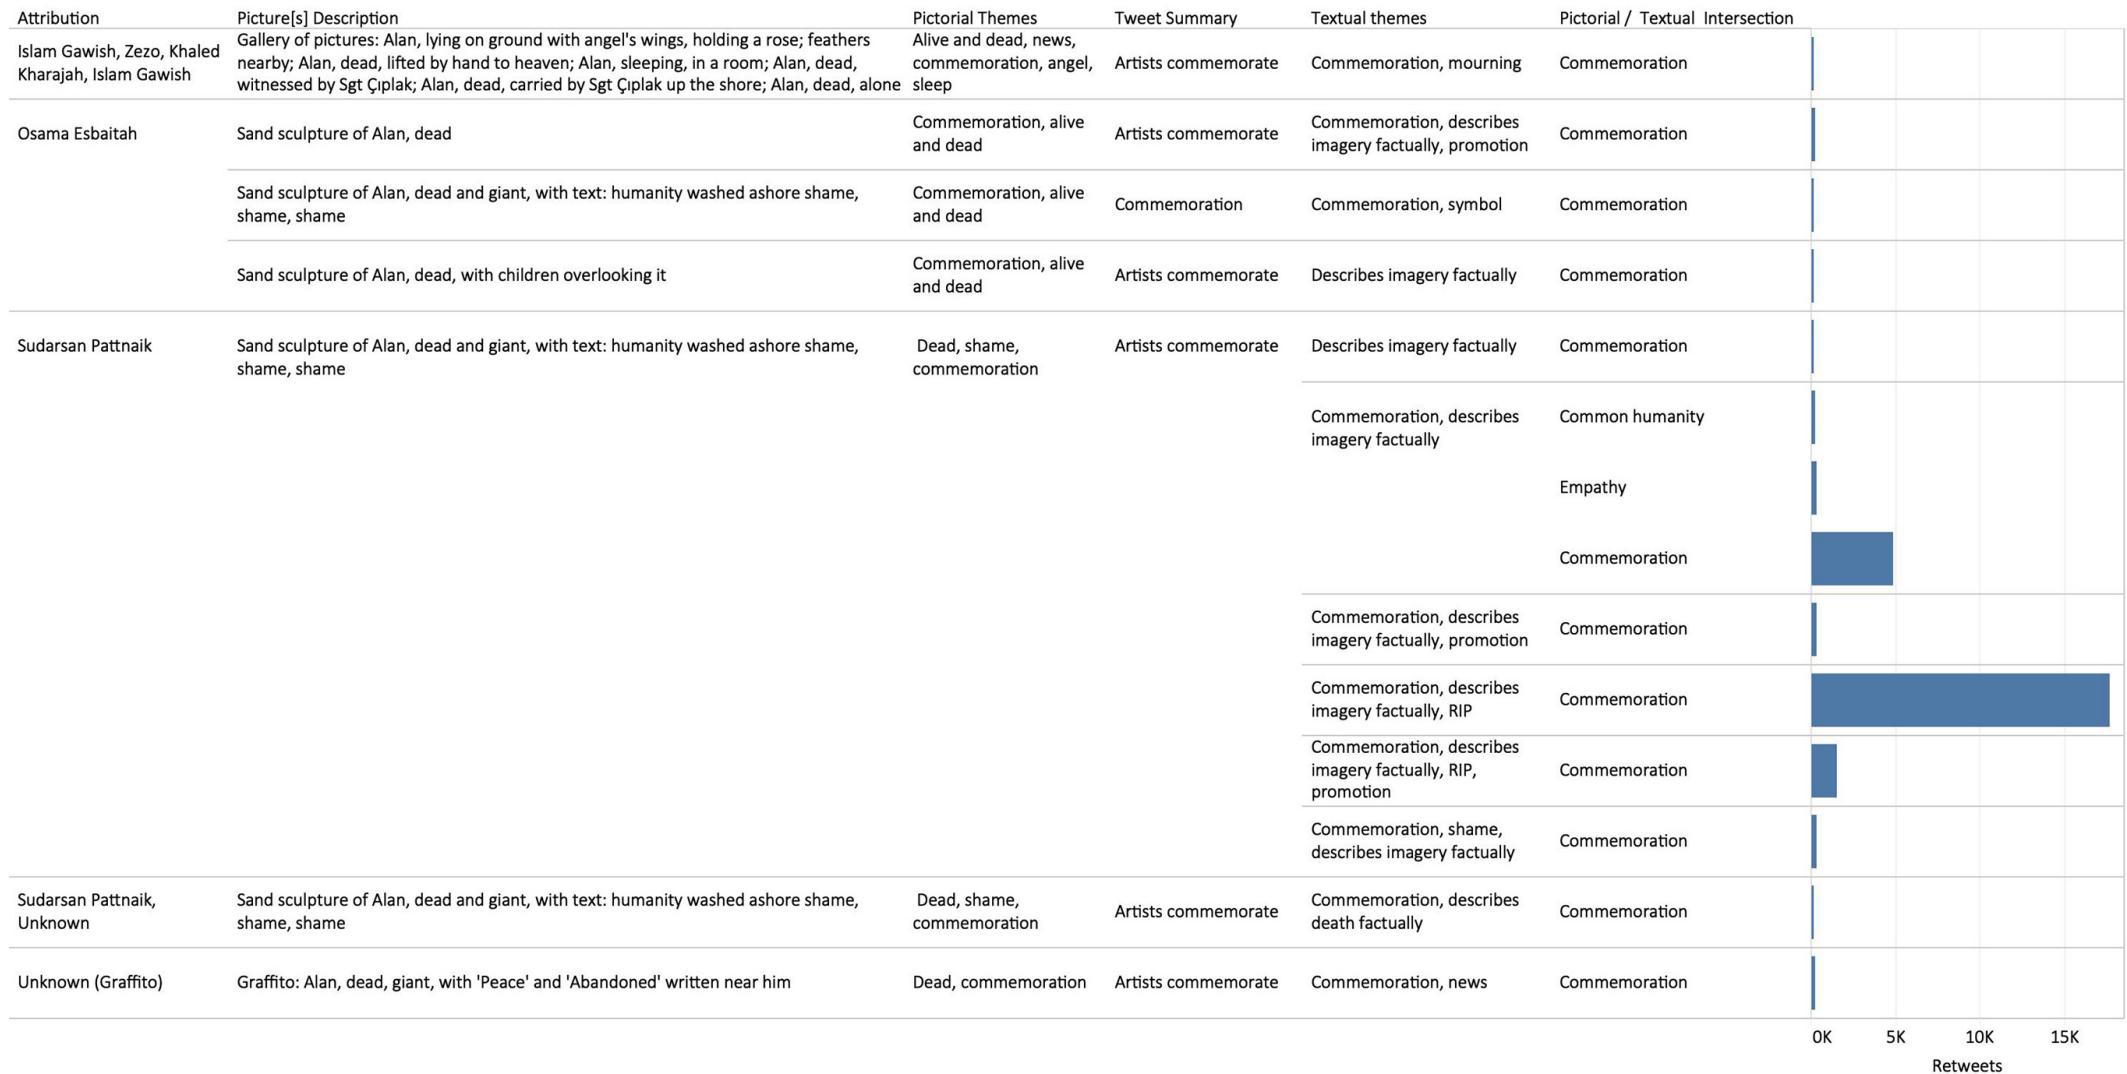 Attribution
Picture[s] Description
Pictorial Themes
Tweet Summary
Textual themes
Pictorial / Textual Intersection
Islam Gawish, Zezo, Khaled
Kharajah, Islam Gawish
Gallery of pictures: Alan, lying on ground with angel's wings, holding a rose; feathers
nearby; Alan, dead, lifted by hand to heaven; Alan, sleeping, in a room; Alan, dead,
witnessed by Sgt Çıplak; Alan, dead, carried by Sgt Çıplak up the shore; Alan, dead, alone
Alive and dead, news,
commemoration, angel,
sleep
Artists commemorate
Commemoration, mourning
Commemoration
Osama Esbaitah
Sand sculpture of Alan, dead
Commemoration, alive
and dead
Artists commemorate
Commemoration, describes
imagery factually, promotion
Commemoration
Sand sculpture of Alan, dead and giant, with text: humanity washed ashore shame,
shame, shame
Commemoration, alive
and dead
Commemoration
Commemoration, symbol
Commemoration
Sand sculpture of Alan, dead, with children overlooking it
Commemoration, alive
and dead
Artists commemorate
Describes imagery factually
Commemoration
Sudarsan Pattnaik
Sand sculpture of Alan, dead and giant, with text: humanity washed ashore shame,
shame, shame
Dead, shame,
commemoration
Artists commemorate
Describes imagery factually
Commemoration
Commemoration, describes
imagery factually
Common humanity
Empathy
Commemoration
Commemoration, describes
imagery factually, promotion
Commemoration
Commemoration, describes
imagery factually, RIP
Commemoration
Commemoration, describes
imagery factually, RIP,
promotion
Commemoration
Commemoration, shame,
describes imagery factually
Commemoration
Sudarsan Pattnaik,
Unknown
Sand sculpture of Alan, dead and giant, with text: humanity washed ashore shame,
shame, shame
Dead, shame,
commemoration
Artists commemorate
Commemoration, describes
death factually
Commemoration
Unknown (Graffito)
Graffito: Alan, dead, giant, with 'Peace' and 'Abandoned' written near him
Dead, commemoration
Artists commemorate
Commemoration, news
Commemoration
0K
5K
10K
15K
Retweets